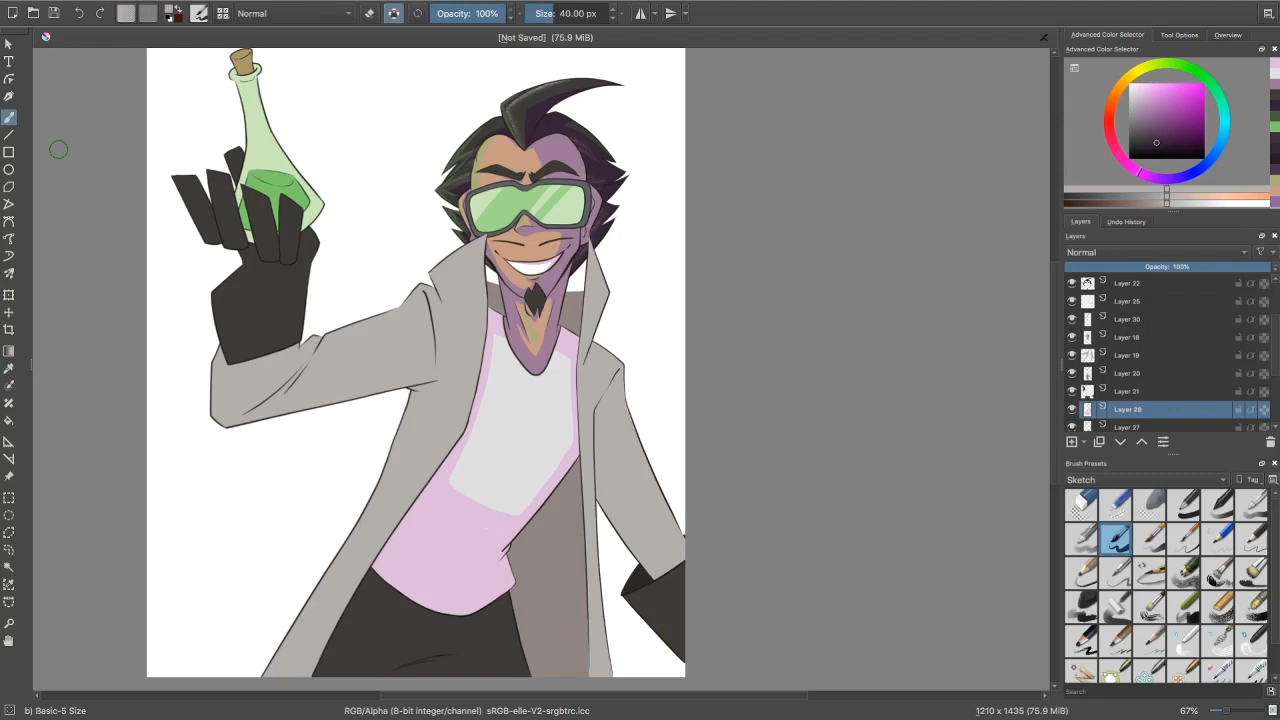 Normal
Opacity: 100%
Size: 40.00 px
[Not Saved] (75.9 MiB)
Advanced Color Selector
Tool Options
Overview
Advanced Color Selector
Layers
Undo History
Layers
Normal
Opacity: 100%
Layer 22
Layer 25
Layer 30
Layer 18
Layer 19
Layer 20
Layer 21
Layer 28
Layer 27
Brush Presets
Sketch
Tag
Search
b) Basic-5 Size
RGB/Alpha (8-bit integer/channel) sRGB-elle-V2-srgbtrc.icc
1210 x 1435 (75.9 MiB)
67%